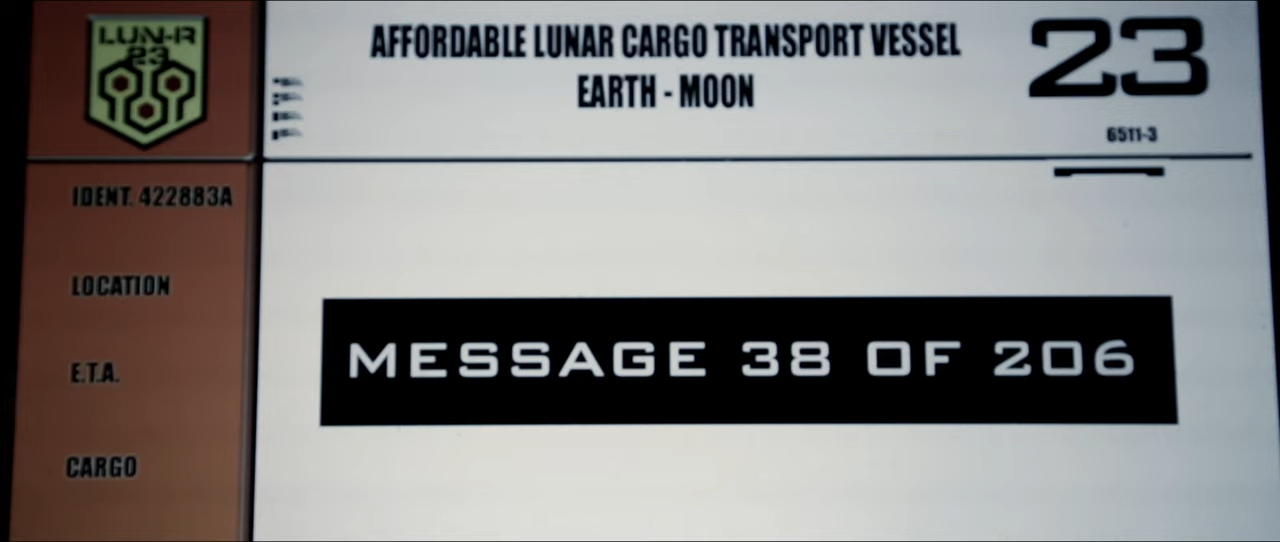 LUN-R
23
AFFORDABLE LUNAR CARGO TRANSPORT VESSEL
EARTH - MOON
23
6511-3
IDENT. 422883A
LOCATION
E.T.A.
CARGO
MESSAGE 38 OF 206